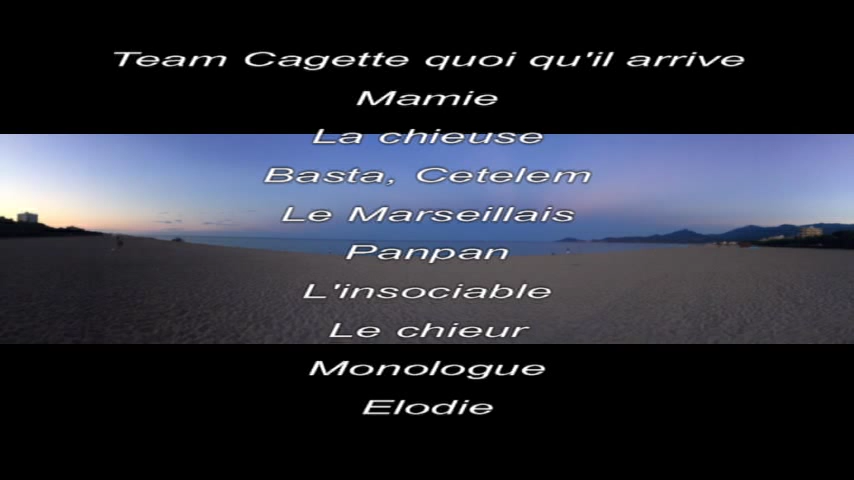 Team Cagette quoi qu'il arrive
Mamie
La chieuse
Basta, Cetelem
Le Marseillais
Panpan
L'insociable
Le chieur
Monologue
Elodie